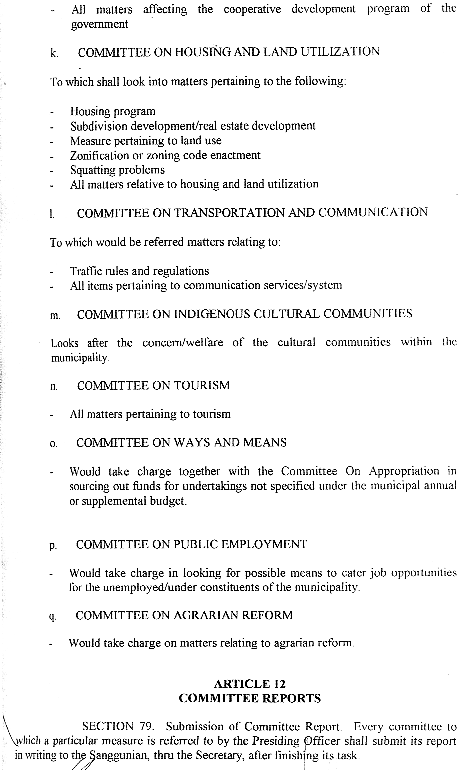 - All matters affecting the cooperative development program of the
government
k. COMMITTEE ON HOUSING AND LAND UTILIZATION
To which shall look into matters pertaining to the following:
- Housing program
- Subdivision development/real estate development
- Measure pertaining to land use
- Zonification or zoning code enactment
- Squatting problems
- All matters relative to housing and land utilization
l. COMMITTEE ON TRANSPORTATION AND COMMUNICATION
To which would be referred matters relating to:
- Traffic rules and regulations
- All items pertaining to communication services/system
m. COMMITTEE ON INDIGENOUS CULTURAL COMMUNITIES
Looks after the concern/welfare of the cultural communities within the
municipality.
n. COMMITTEE ON TOURISM
- All matters pertaining to tourism
o. COMMITTEE ON WAYS AND MEANS
- Would take charge together with the Committee On Appropriation in
sourcing out funds for undertakings not specified under the municipal annual
or supplemental budget.
p. COMMITTEE ON PUBLIC EMPLOYMENT
- Would take charge in looking for possible means to cater job opportunities
for the unemployed/under constituents of the municipality.
q. COMMITTEE ON AGRARIAN REFORM
- Would take charge on matters relating to agrarian reform.
ARTICLE 12
COMMITTEE REPORTS
SECTION 79. Submission of Committee Report. Every committee to
which a particular measure is referred to by the Presiding Officer shall submit its report
in writing to the Sanggunian, thru the Secretary, after finishing its task.